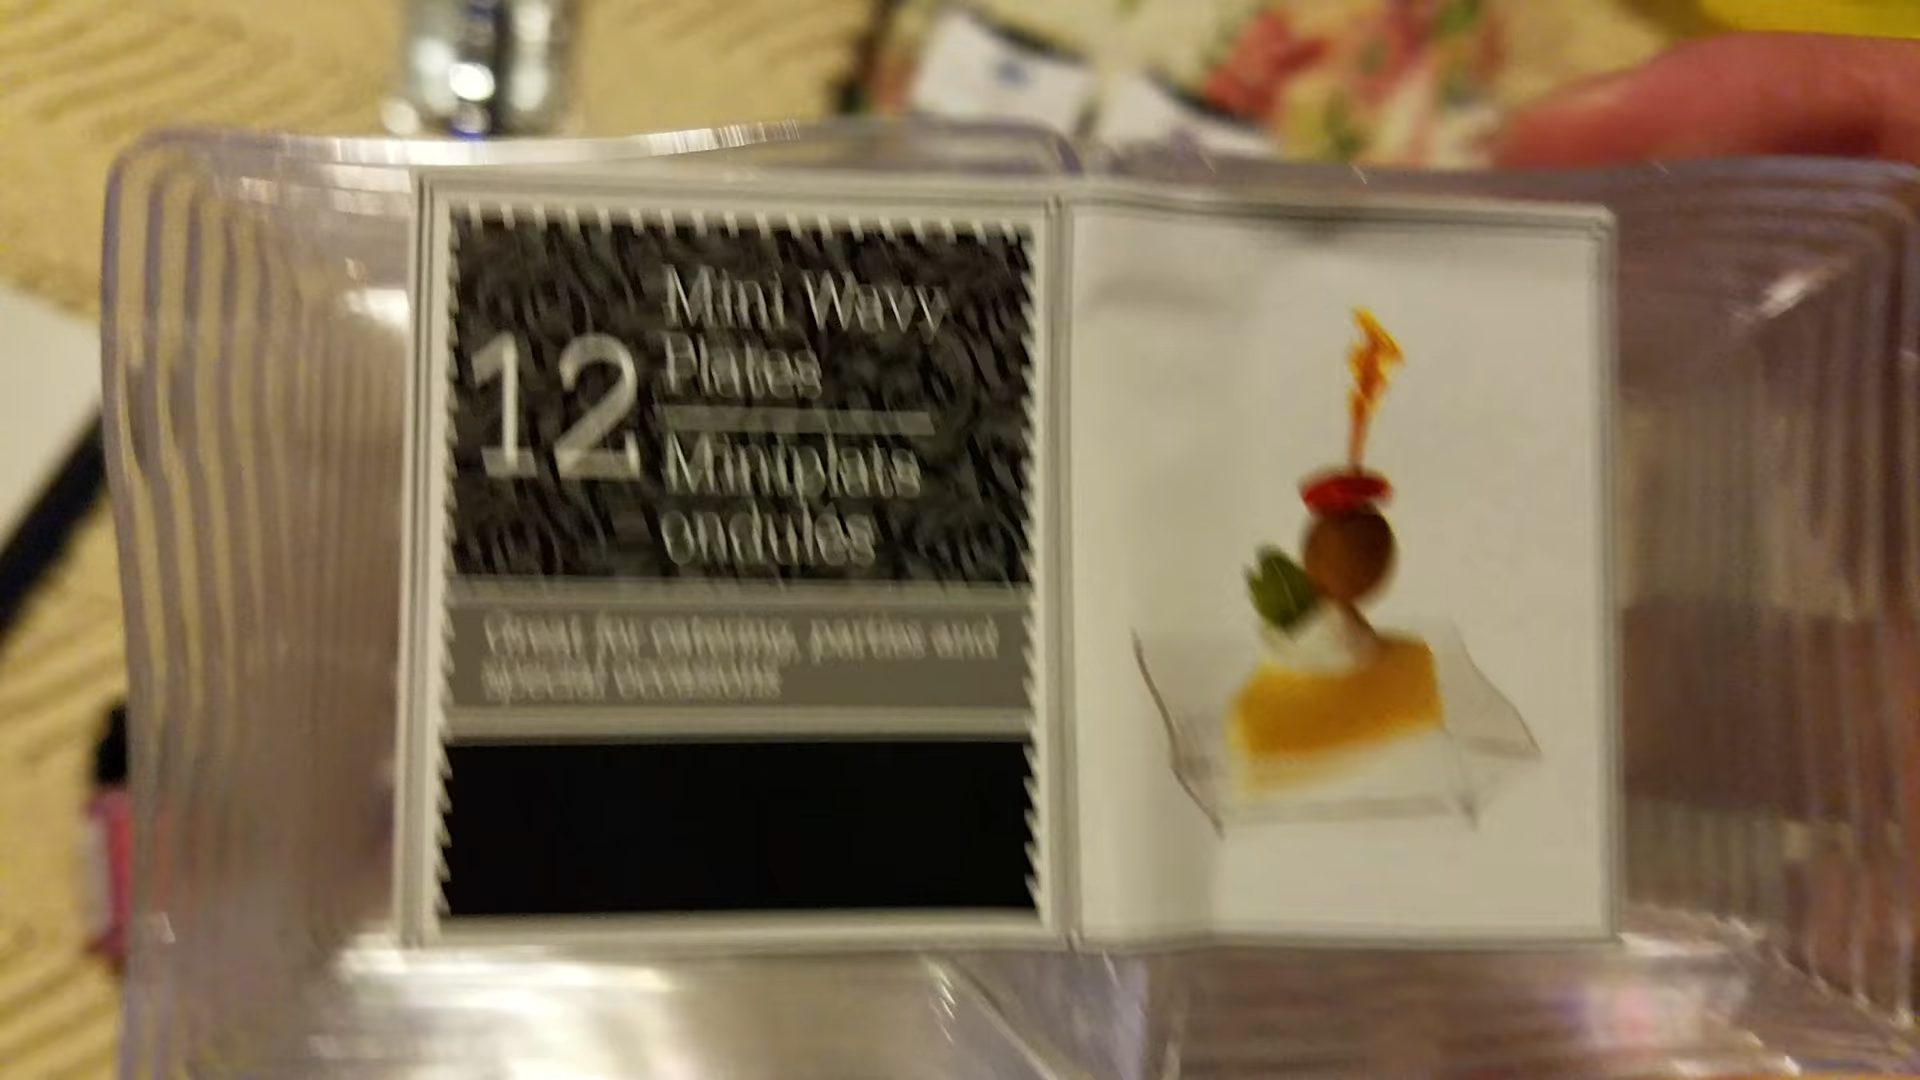 12
Mini Wavy
Plates
Miniplats
ondulés
Great for catering, parties and
special occasions